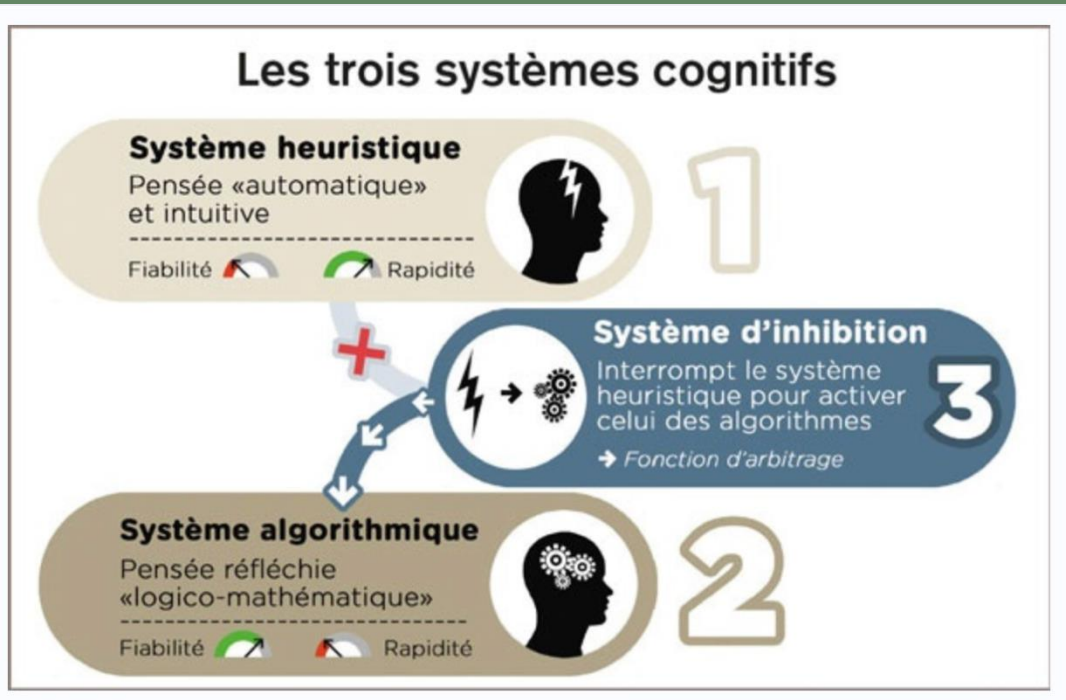 Les trois systèmes cognitifs
Système heuristique
Pensée «automatique»
et intuitive
Fiabilité Rapidité
1
Système d'inhibition
Interrompt le système
heuristique pour activer
celui des algorithmes
➔ Fonction d'arbitrage
3
Système algorithmique
Pensée réfléchie
«logico-mathématique»
Fiabilité Rapidité
2